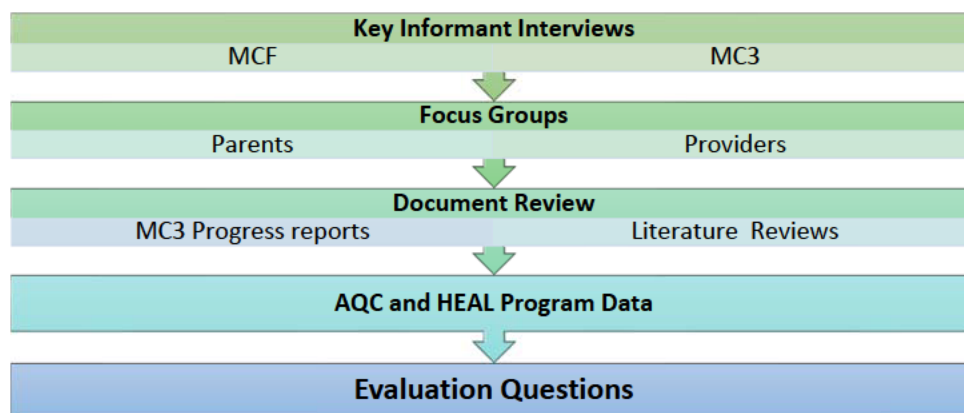 Key Informant Interviews
MCF MC3
Focus Groups
Parents Providers
Document Review
MC3 Progress reports Literature Reviews
AQC and HEAL Program Data
Evaluation Questions